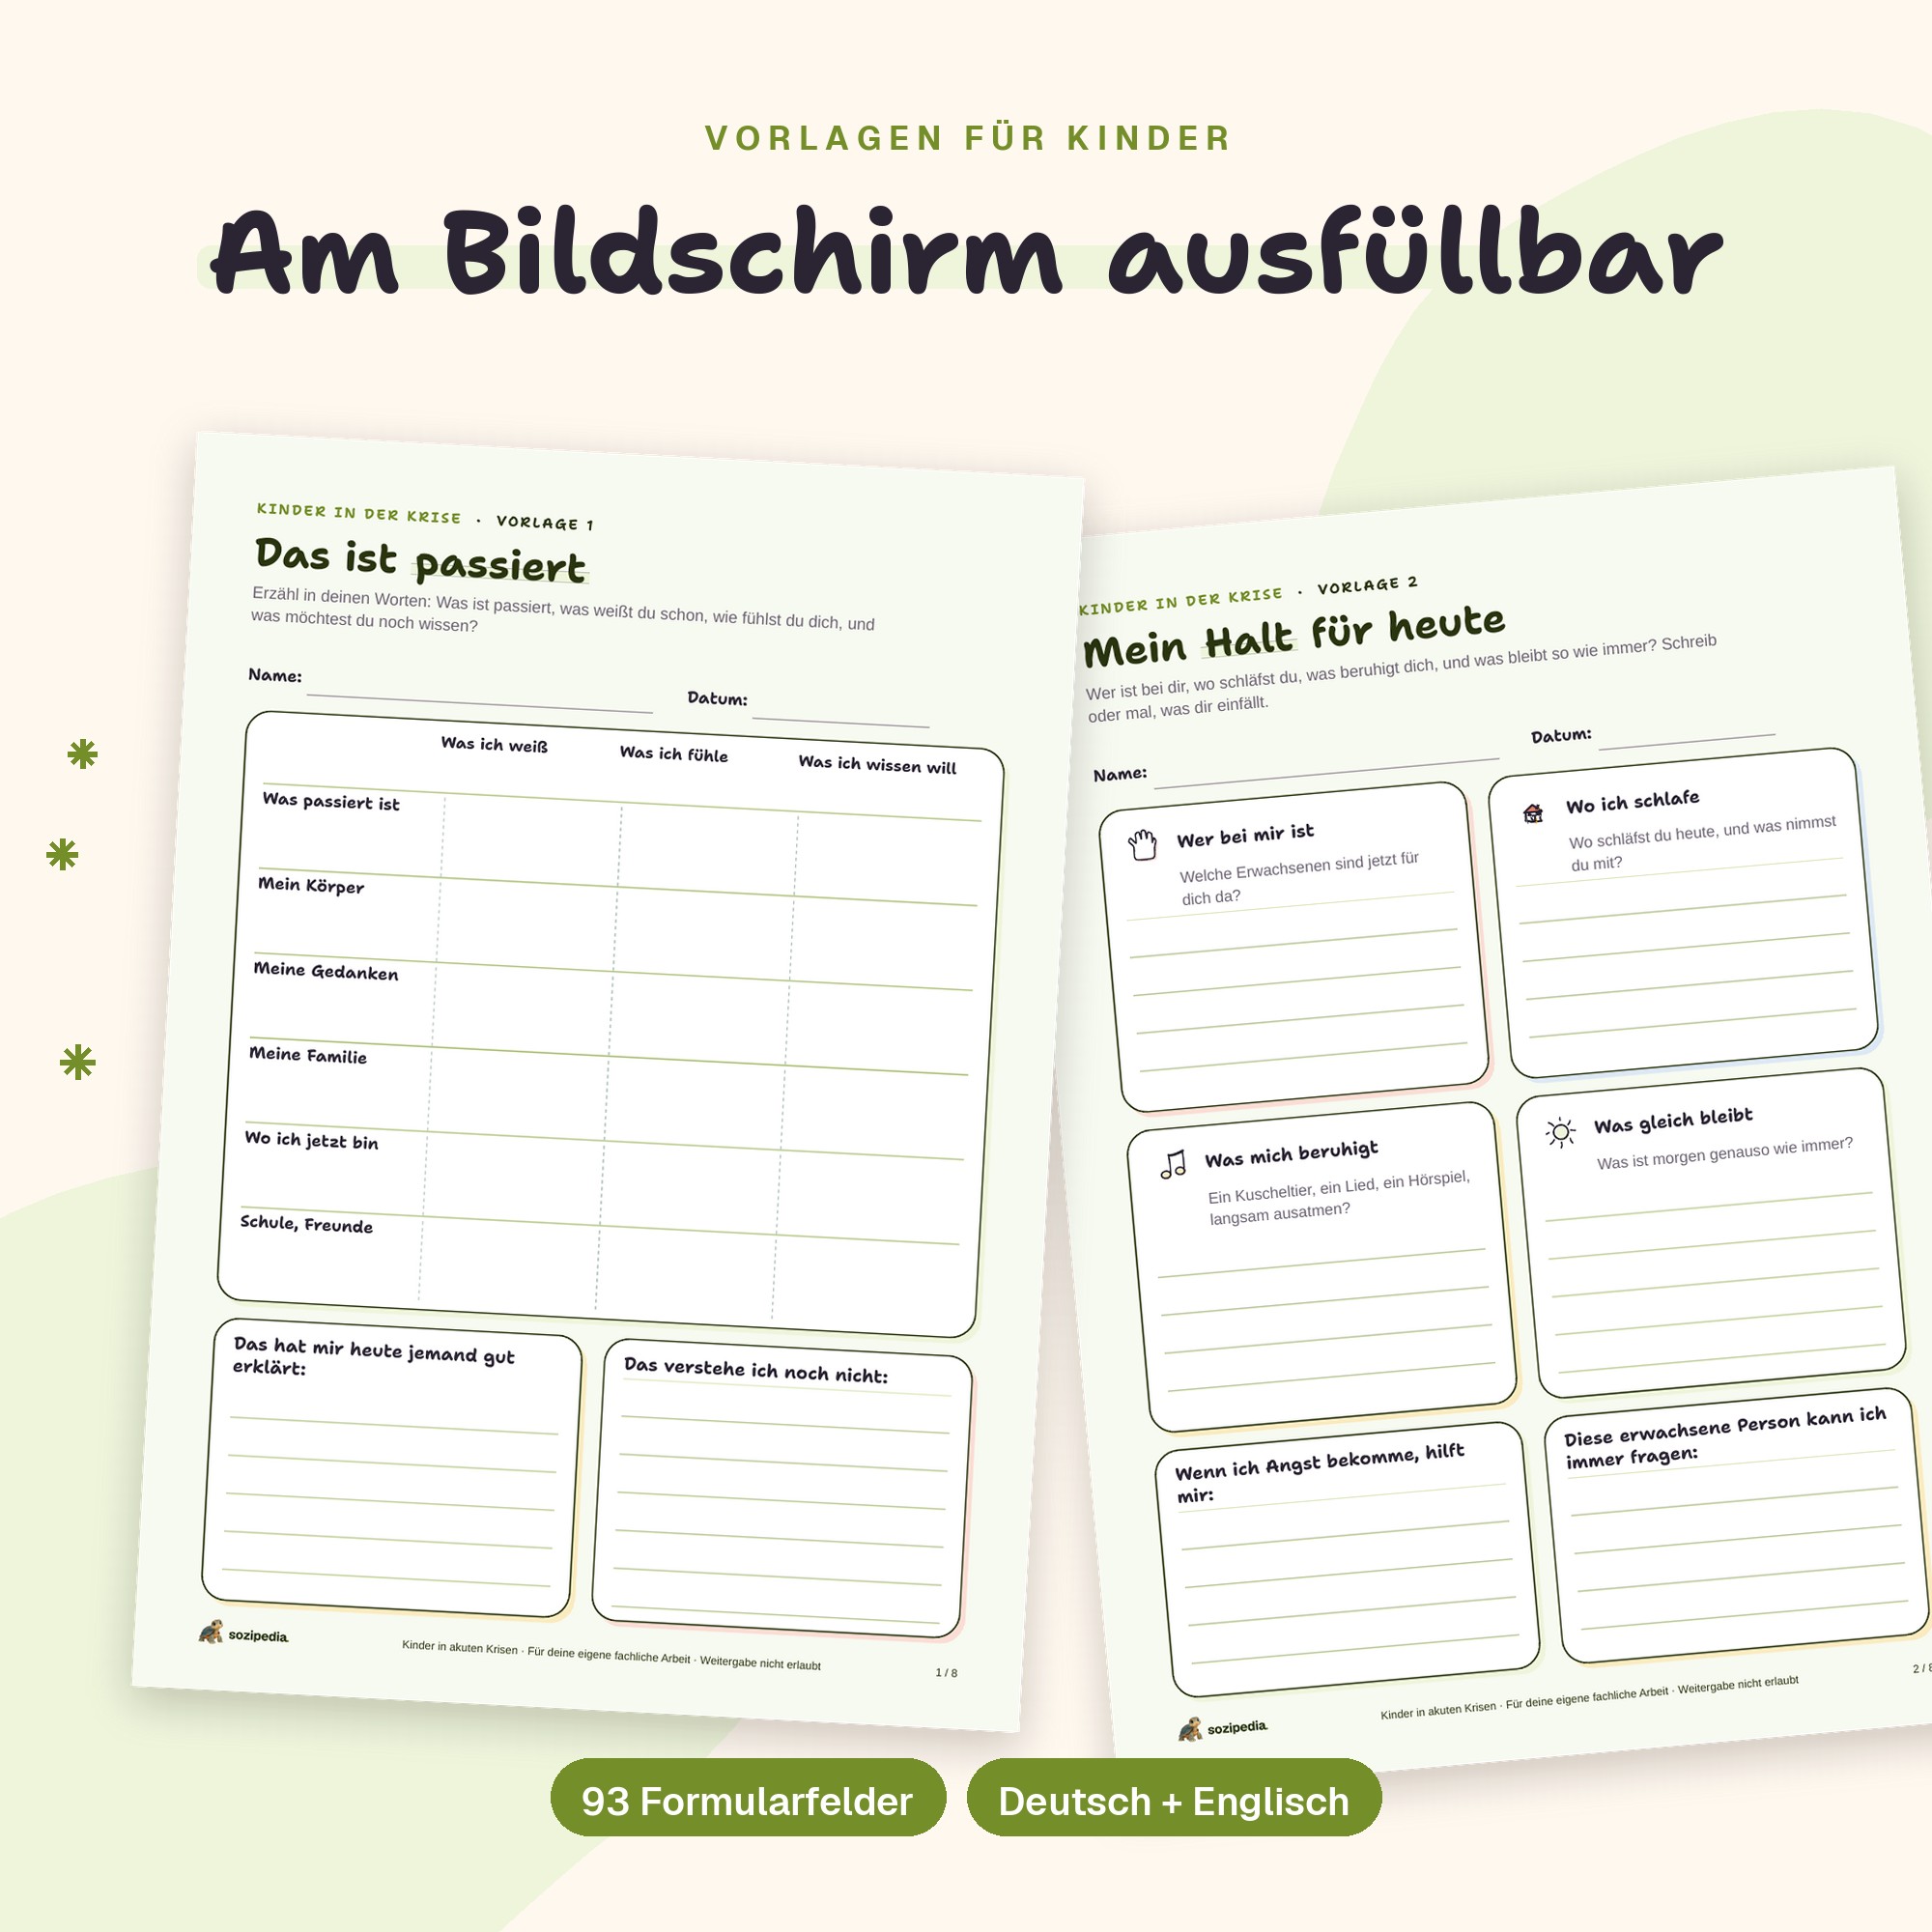 VORLAGEN FÜR KINDER
Am Bildschirm ausfüllbar
KINDER IN DER KRISE · VORLAGE 1
Das ist passiert
Erzähl in deinen Worten: Was ist passiert, was weißt du schon, wie fühlst du dich, und
was möchtest du noch wissen?
Name:
Datum:
Was ich weiß
Was ich fühle
Was ich wissen will
Was passiert ist
Mein Körper
Meine Gedanken
Meine Familie
Wo ich jetzt bin
Schule, Freunde
Das hat mir heute jemand gut
erklärt:
Das verstehe ich noch nicht:
sozipedia.
Kinder in akuten Krisen · Für deine eigene fachliche Arbeit · Weitergabe nicht erlaubt
1 / 8
KINDER IN DER KRISE · VORLAGE 2
Mein Halt für heute
Wer ist bei dir, wo schläfst du, was beruhigt dich, und was bleibt so wie immer? Schreib
oder mal, was dir einfällt.
Name:
Datum:
Wer bei mir ist
Welche Erwachsenen sind jetzt für
dich da?
Wo ich schlafe
Wo schläfst du heute, und was nimmst
du mit?
Was mich beruhigt
Ein Kuscheltier, ein Lied, ein Hörspiel,
langsam ausatmen?
Was gleich bleibt
Was ist morgen genauso wie immer?
Wenn ich Angst bekomme, hilft
mir:
Diese erwachsene Person kann ich
immer fragen:
sozipedia.
Kinder in akuten Krisen · Für deine eigene fachliche Arbeit · Weitergabe nicht erlaubt
2 / 8
93 Formularfelder
Deutsch + Englisch